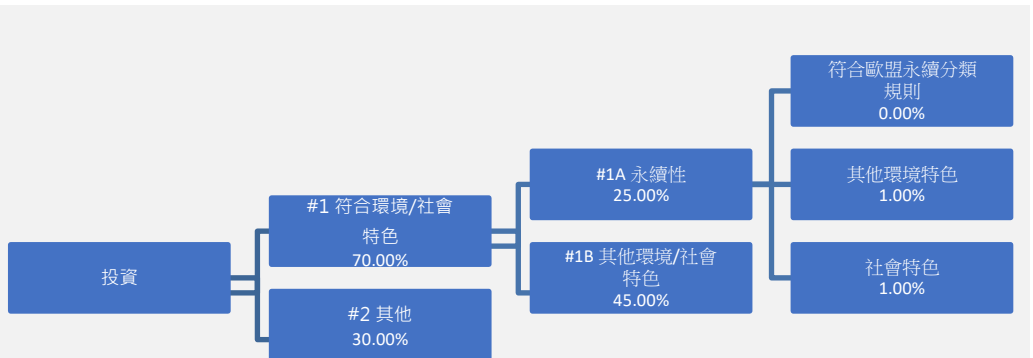 投資
#1 符合環境/社會
特色
70.00%
#2 其他
30.00%
#1A 永續性
25.00%
#1B 其他環境/社會
特色
45.00%
符合歐盟永續分類
規則
0.00%
其他環境特色
1.00%
社會特色
1.00%